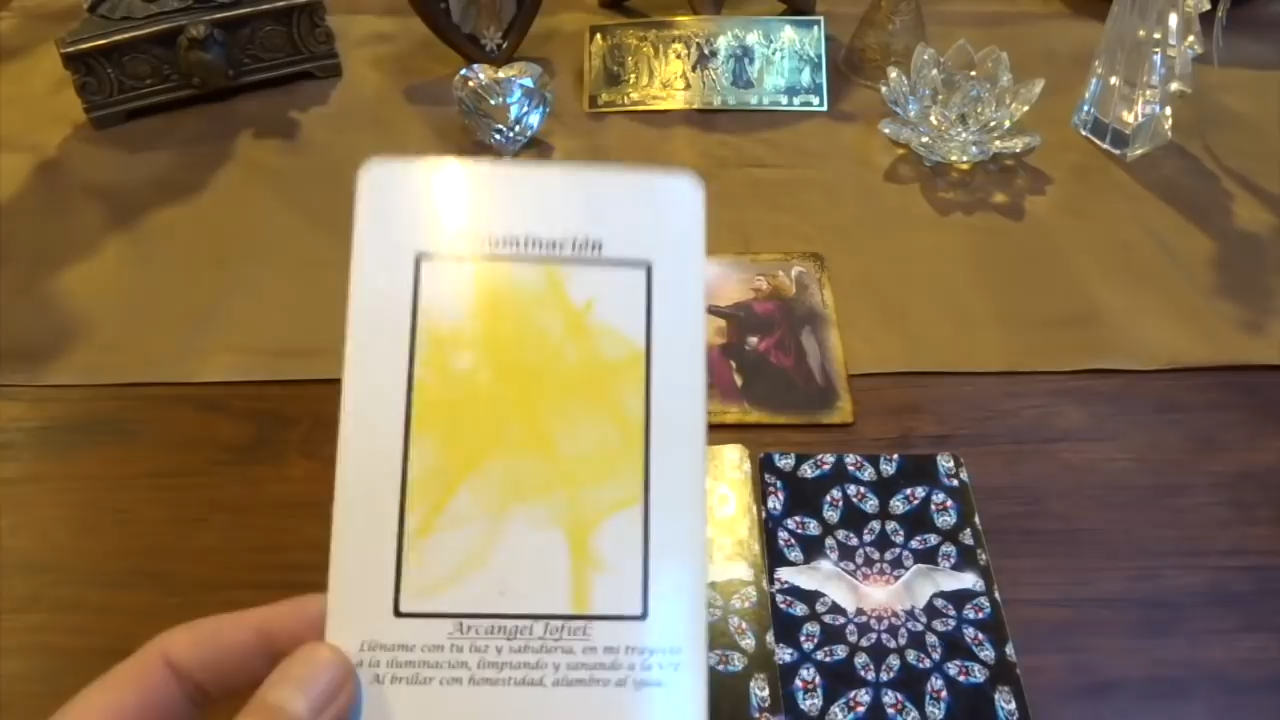 Arcangel Jofiel:
Lléname con tu luz y sabiduría, en mi
a la iluminación, limpiando y sanando a la
Al brillar con honestidad, alumbro al